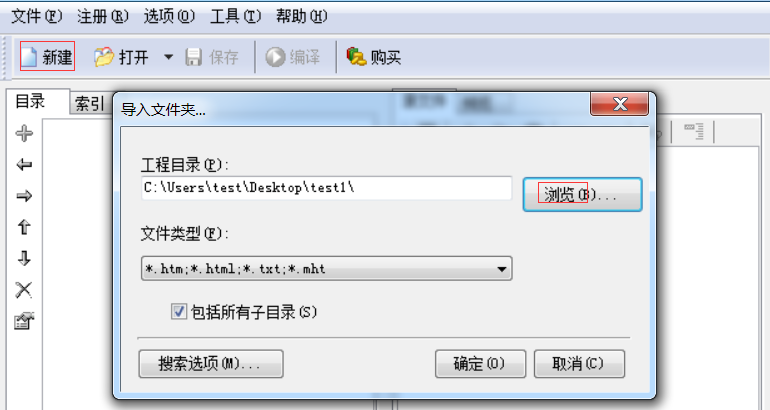 文件(F) 注册(R) 选项(O) 工具(T) 帮助(H)
新建 打开 保存 编译 购买
目录 索引
导入文件夹...
工程目录(P):
C:\Users\test\Desktop\test1\
浏览(B)...
文件类型(F):
*.htm;*.html;*.txt;*.mht
包括所有子目录(S)
搜索选项(M)... 确定(O) 取消(C)